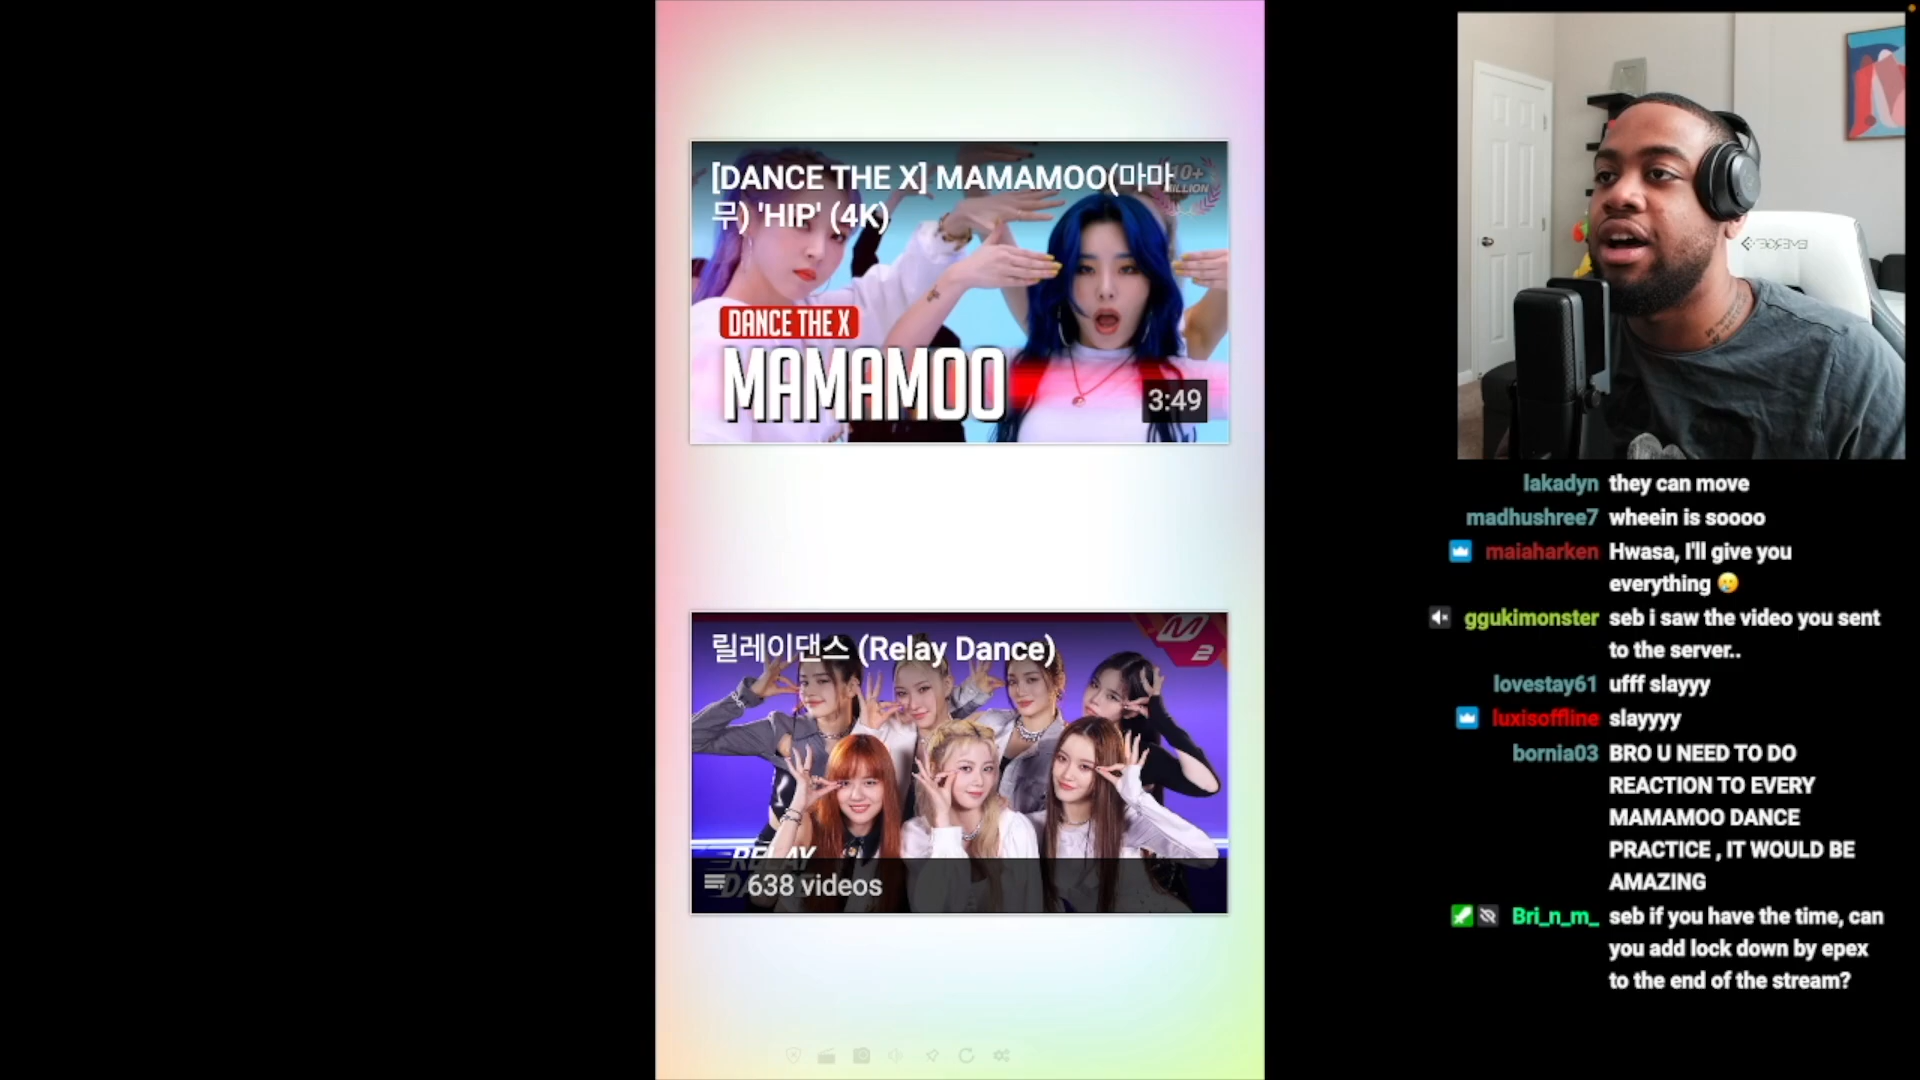 [DANCE THE X] MAMAMOO(마마
무) 'HIP' (4K)
10+
MILLION
DANCE THE X
MAMAMOO
3:49
릴레이댄스 (Relay Dance)
M
2
RELAY
638 videos
lakadyn they can move
madhushree7 wheein is soooo
maiaharken Hwasa, I'll give you
everything 🥲
ggukimonster seb i saw the video you sent
to the server..
lovestay61 ufff slayyy
luxisoffline slayyyy
bornia03 BRO U NEED TO DO
REACTION TO EVERY
MAMAMOO DANCE
PRACTICE , IT WOULD BE
AMAZING
Bri_n_m_ seb if you have the time, can
you add lock down by epex
to the end of the stream?